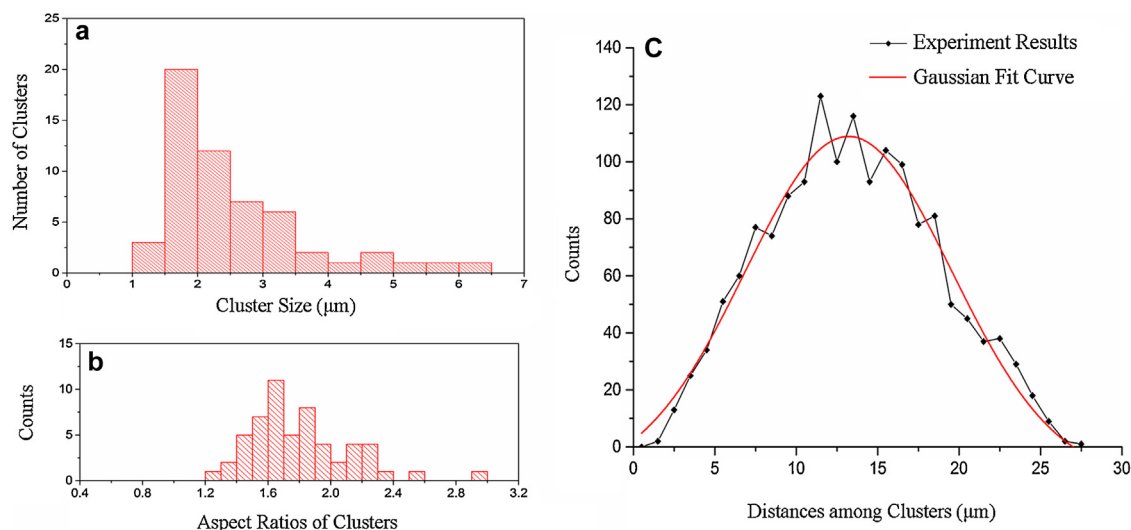 a
25
20
15
10
5
0
Number of Clusters
0 1 2 3 4 5 6 7
Cluster Size (μm)
b
15
10
5
0
Counts
0.4 0.8 1.2 1.6 2.0 2.4 2.8 3.2
Aspect Ratios of Clusters
C
Experiment Results
Gaussian Fit Curve
140
120
100
80
60
40
20
0
Counts
0 5 10 15 20 25 30
Distances among Clusters (μm)